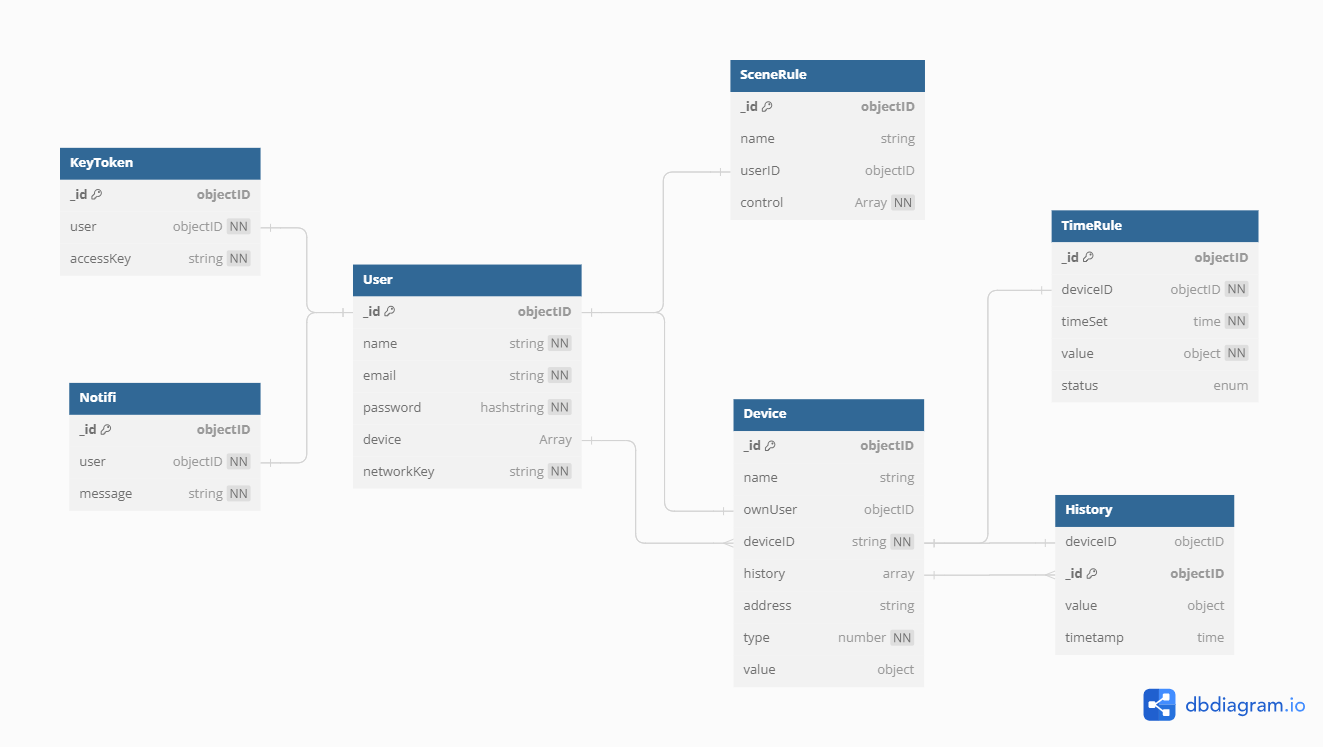 SceneRule
_id objectID
name string
userID objectID
control Array NN
KeyToken
_id objectID
user objectID NN
accessKey string NN
User
_id objectID
name string NN
email string NN
password hashstring NN
device Array
networkKey string NN
Notifi
_id objectID
user objectID NN
message string NN
TimeRule
_id objectID
deviceID objectID NN
timeSet time NN
value object NN
status enum
Device
_id objectID
name string
ownUser objectID
deviceID string NN
history array
address string
type number NN
value object
History
deviceID objectID
_id objectID
value object
timestamp time
dbdiagram.io